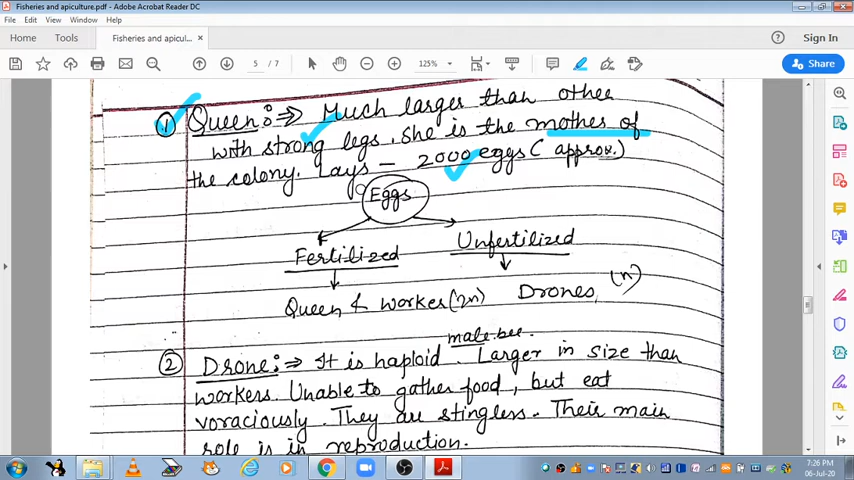 Fisheries and apiculture.pdf - Adobe Acrobat Reader DC
File Edit View Window Help
Home Tools Fisheries and apicul... × Sign In
5 / 7 125% Share
① Queen:⇒ Much larger than other
with strong legs. She is the mother of
the colony. Lays - 2000 eggs (approx.)
Eggs
Fertilized Unfertilized
Queen & worker (2n) Drones (n)
male bee.
② Drone:⇒ It is haploid. Larger in size than
workers. Unable to gather food, but eat
voraciously. They are stingless. Their main
role is in reproduction.
7:26 PM
06-Jul-20